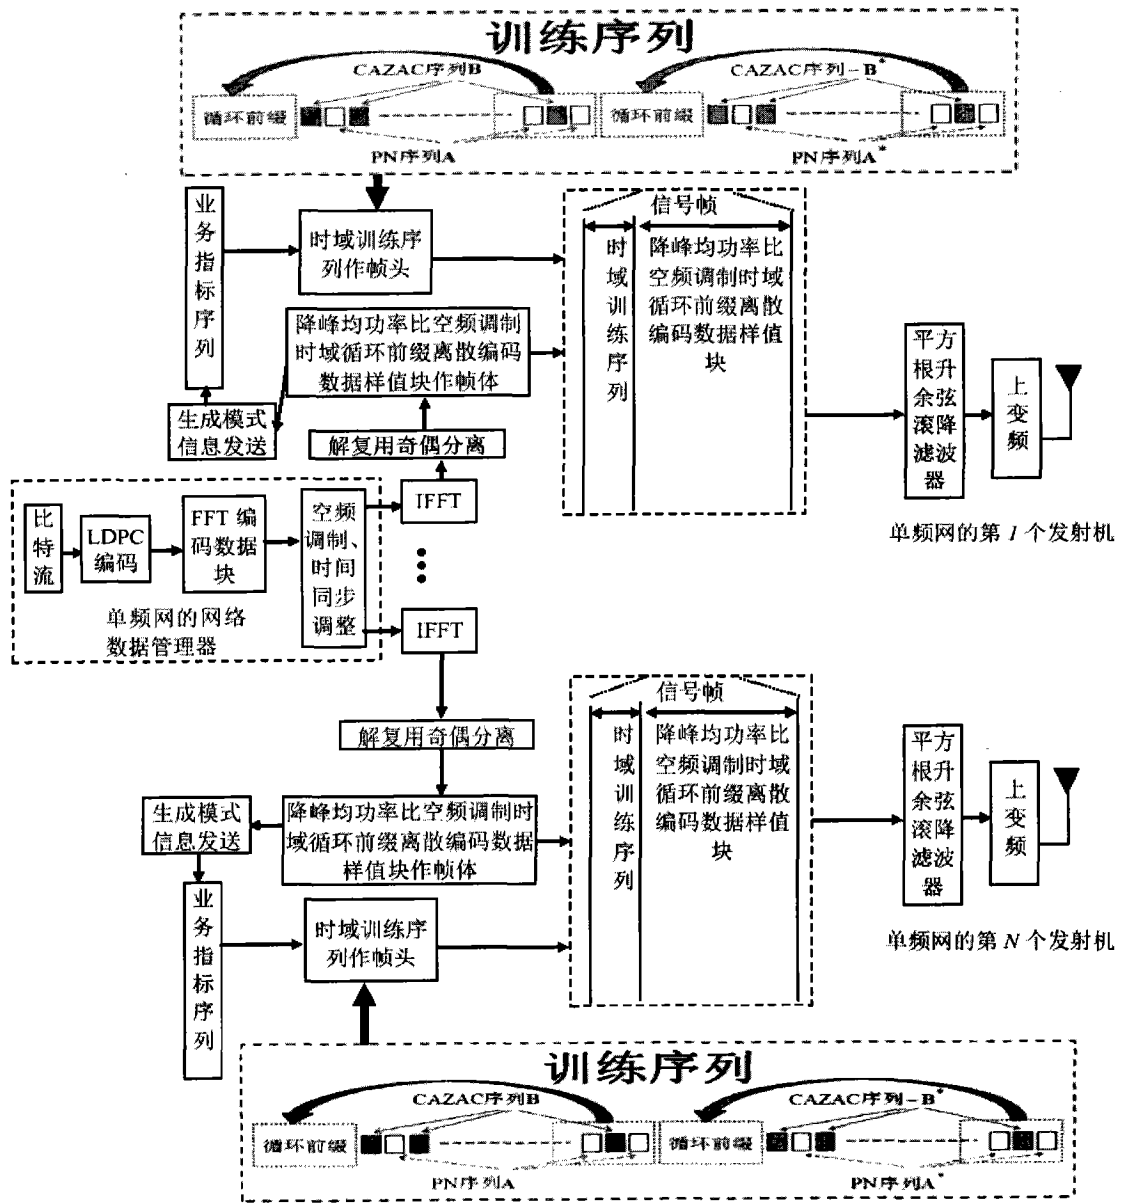 训练序列
CAZAC序列B
CAZAC序列-B*
循环前缀
循环前缀
PN序列A
PN序列A*
业务指标序列
时域训练序
列作帧头
信号帧
时域训练序列
降峰均功率比
空频调制时域
循环前缀离散
编码数据样值
块
降峰均功率比空频调制
时域循环前缀离散编码
数据样值块作帧体
平方
根升
余弦
滚降
滤波
器
上变频
生成模式
信息发送
解复用奇偶分离
IFFT
单频网的第1个发射机
比特流
LDPC
编码
FFT 编
码数据
块
空频
调制、
时间
同步
调整
单频网的网络
数据管理器
IFFT
解复用奇偶分离
信号帧
时域训练序列
降峰均功率比
空频调制时域
循环前缀离散
编码数据样值
块
平方
根升
余弦
滚降
滤波
器
上变频
生成模式
信息发送
降峰均功率比空频调制时
域循环前缀离散编码数据
样值块作帧体
业务指标序列
时域训练序
列作帧头
单频网的第N个发射机
训练序列
CAZAC序列B
CAZAC序列-B*
循环前缀
循环前缀
PN序列A
PN序列A*